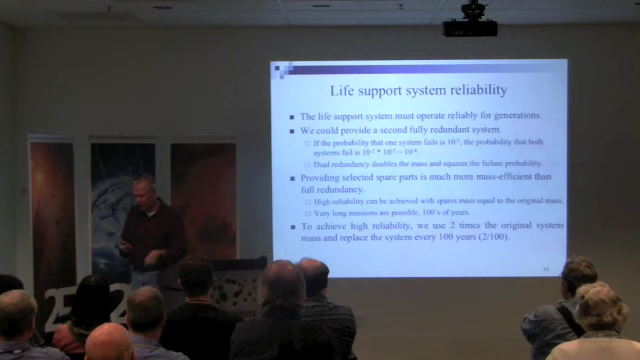 Life support system reliability
The life support system must operate reliably for generations.
We could provide a second fully redundant system.
If the probability that one system fails is 10⁻², the probability that both
systems fail is 10⁻² * 10⁻² = 10⁻⁴.
Dual redundancy doubles the mass and squares the failure probability.
Providing selected spare parts is much more mass-efficient than
full redundancy.
High reliability can be achieved with spares mass equal to the original mass.
Very long missions are possible, 100's of years.
To achieve high reliability, we use 2 times the original system
mass and replace the system every 100 years (2/100).